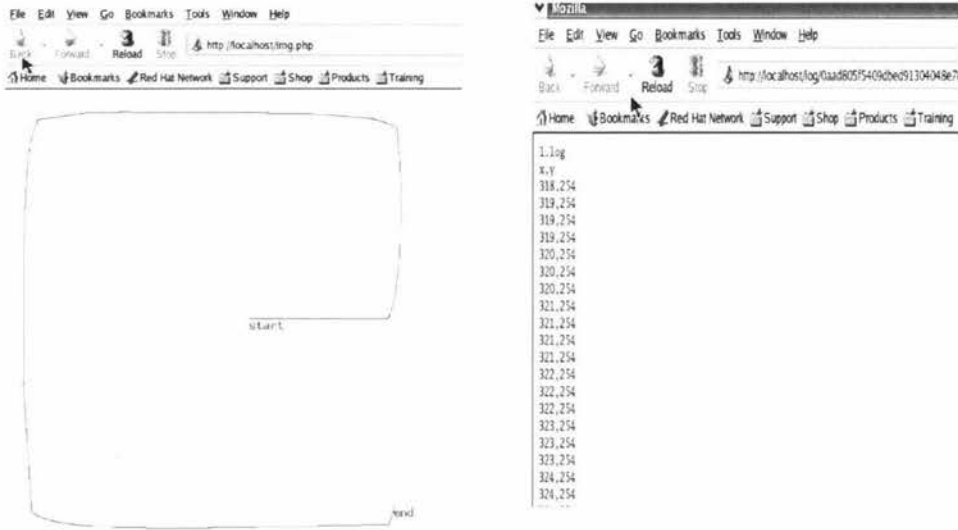 File Edit View Go Bookmarks Tools Window Help
Back Forward Reload Stop http://localhost/img.php
Home Bookmarks Red Hat Network Support Shop Products Training
start
end
Mozilla
File Edit View Go Bookmarks Tools Window Help
Back Forward Reload Stop
Home Bookmarks Red Hat Network Support Shop Products Training
1.log
x,y
318,254
319,254
319,254
319,254
320,254
320,254
320,254
321,254
321,254
321,254
321,254
322,254
322,254
322,254
323,254
323,254
323,254
324,254
324,254